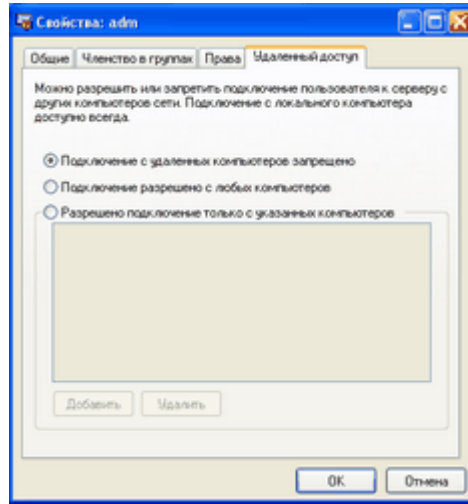 Свойства: adm
Общие Членство в группах Права Удаленный доступ
Можно разрешить или запретить подключение пользователя к серверу с
других компьютеров сети. Подключение с локального компьютера
доступно всегда.
Подключение с удаленных компьютеров запрещено
Подключение разрешено с любых компьютеров
Разрешено подключение только с указанных компьютеров
Добавить Удалить
OK Отмена